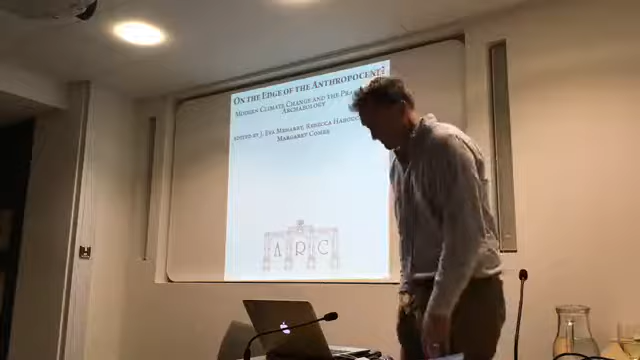 ON THE EDGE OF THE ANTHROPOCENE?
MODERN CLIMATE CHANGE AND THE
ARCHAEOLOGY
EDITED BY J. EVA MEHARRY, REBECCA
MARGARET COMER
ARC